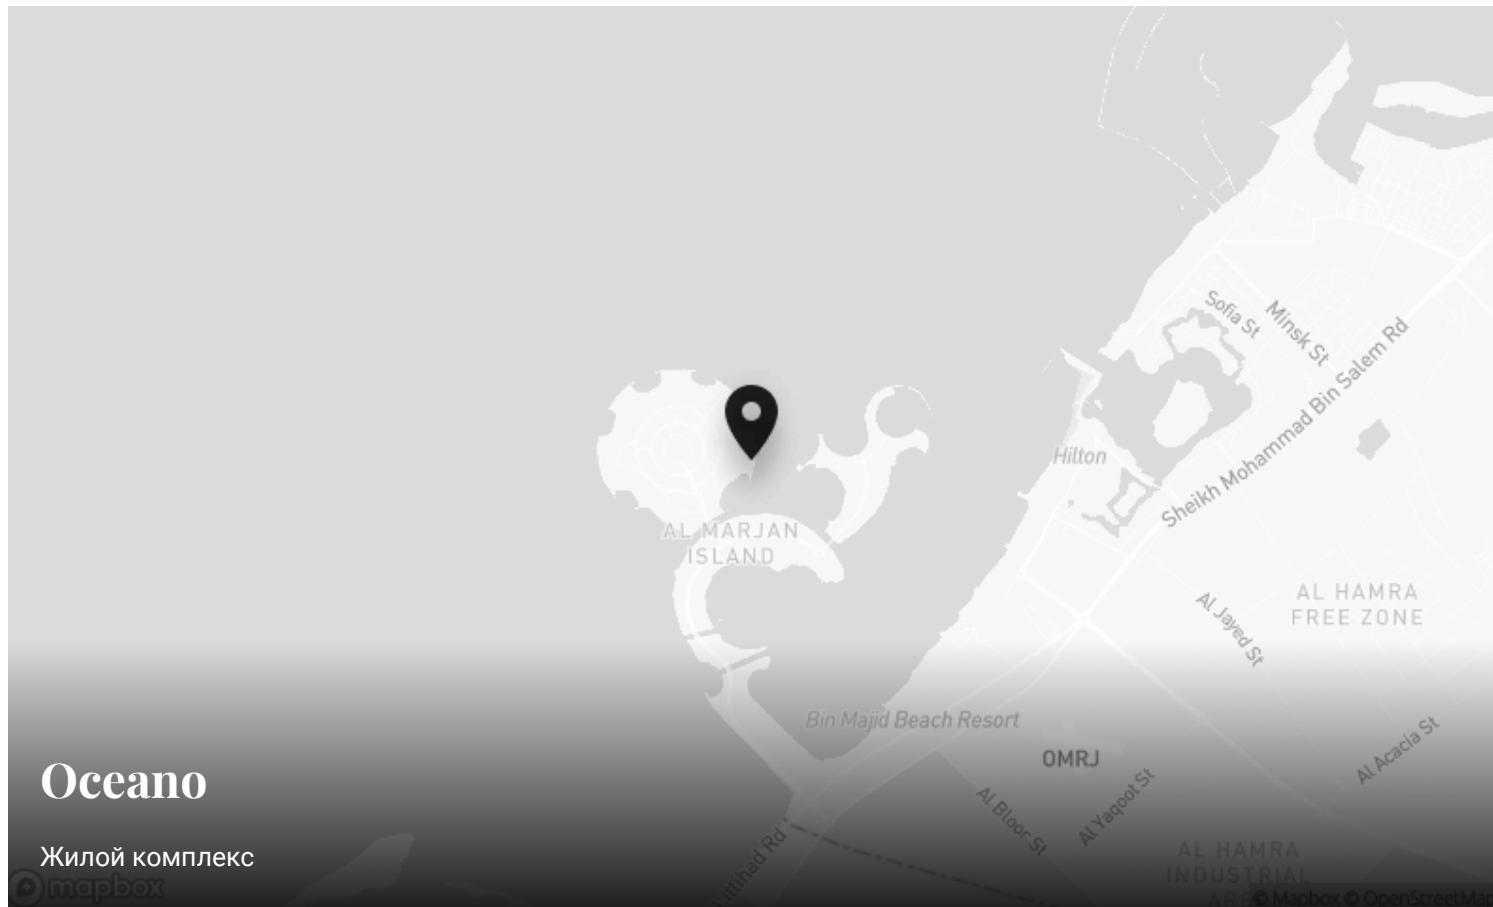 Sofia St
Minsk St
Sheikh Mohammad Bin Salem Rd
Hilton
AL MARJAN
ISLAND
AL HAMRA
FREE ZONE
Al Jayed St
Bin Majid Beach Resort
OMRJ
Al Acacia St
Oceano
Al Bloor St
Al Yaqoot St
Жилой комплекс
Ittihad Rd
AL HAMRA
INDUSTRIAL
mapbox
© Mapbox © OpenStreetMap